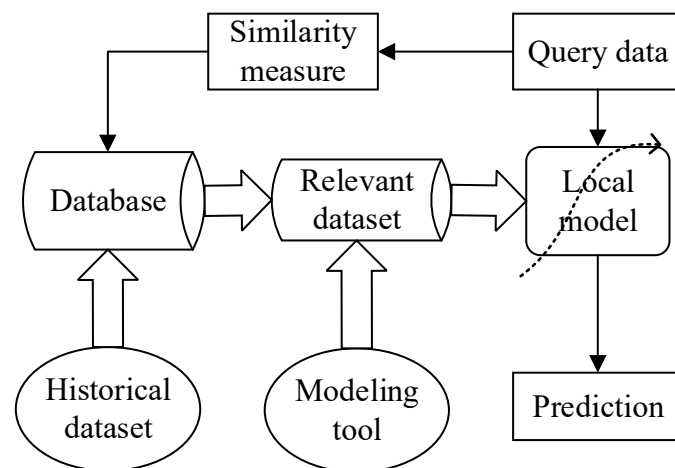 Similarity
measure
Query data
Database
Relevant
dataset
Local
model
Historical
dataset
Modeling
tool
Prediction